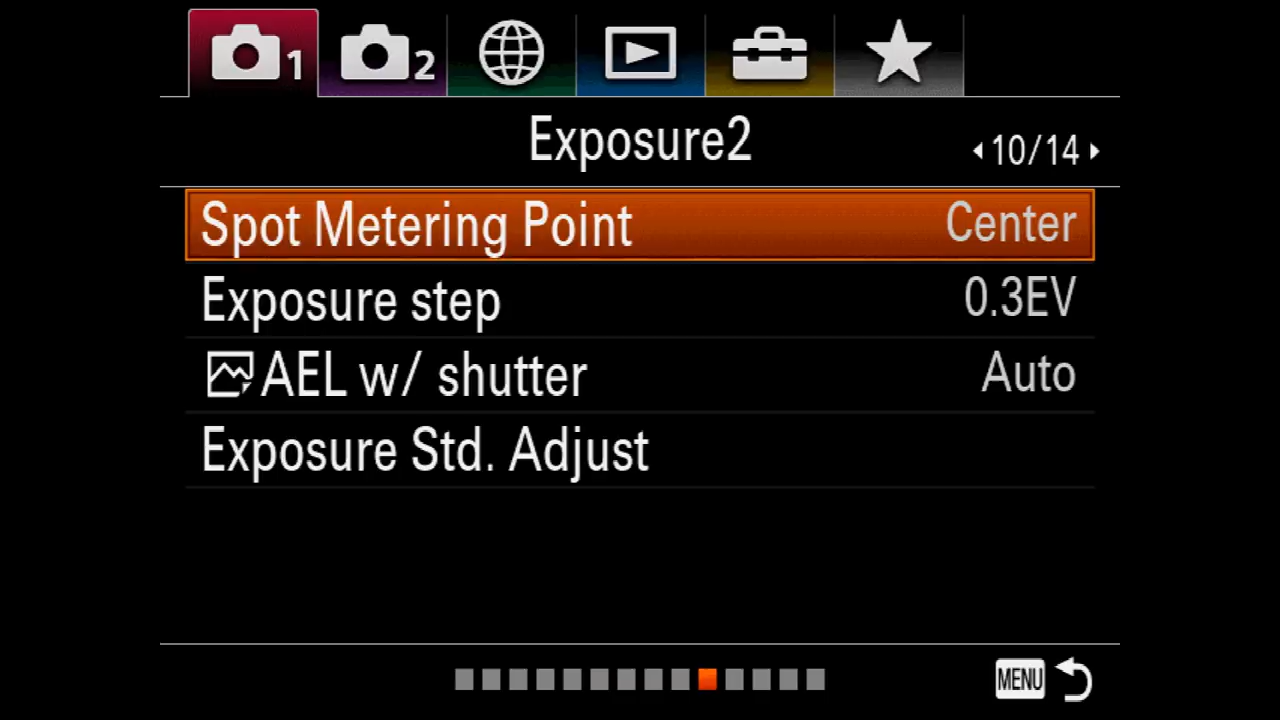 1 2
Exposure2
10/14
Spot Metering Point Center
Exposure step 0.3EV
AEL w/ shutter Auto
Exposure Std. Adjust
MENU